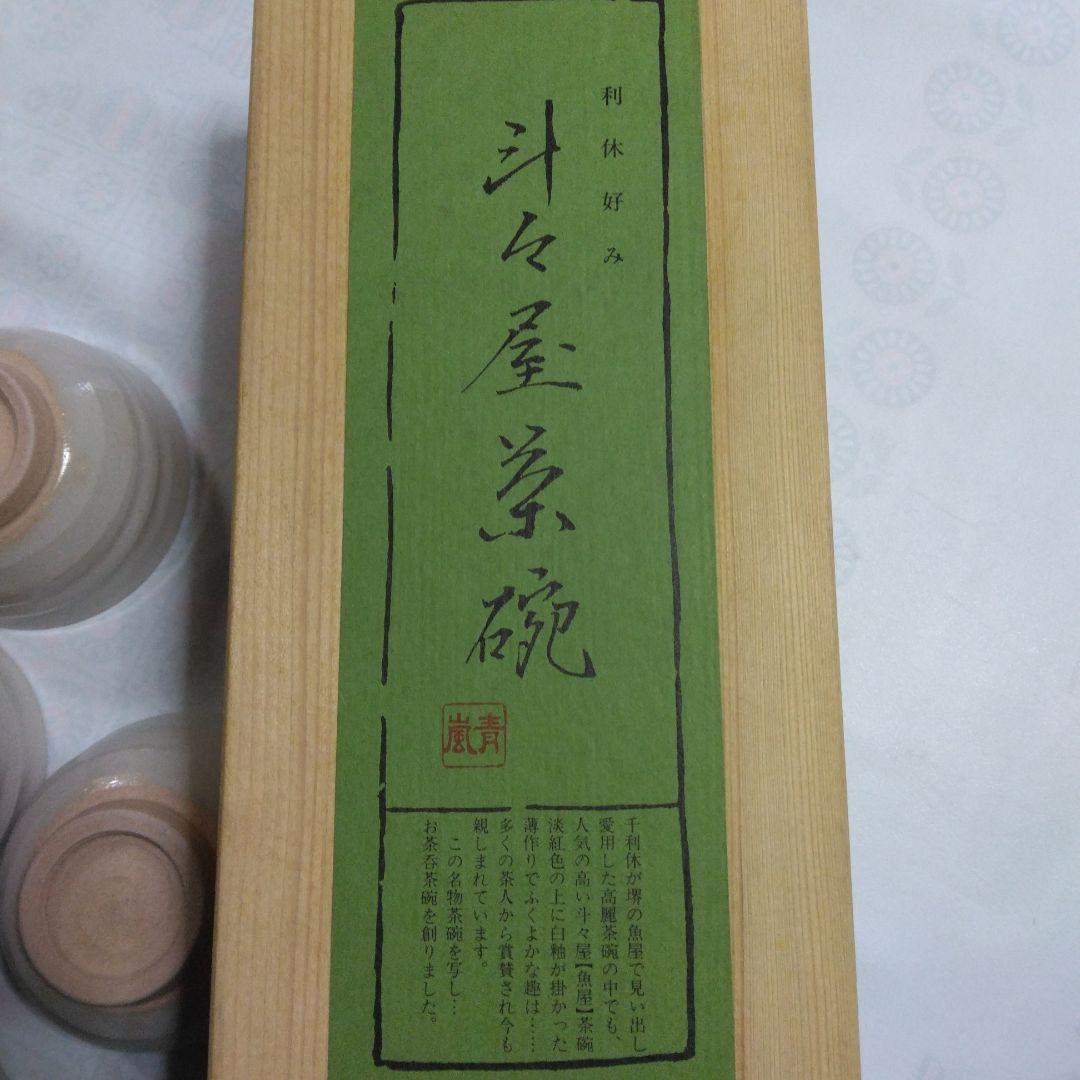 利休好み
斗々屋茶碗
青嵐
千利休が堺の魚屋で見い出し
愛用した高麗茶碗の中でも、
人気の高い斗々屋【魚屋】茶碗
淡紅色の上に白釉が掛かった
薄作りでふくよかな趣は……
多くの茶人から賞賛され今も
親しまれています。
この名物茶碗を写し…
お茶呑茶碗を創りました。